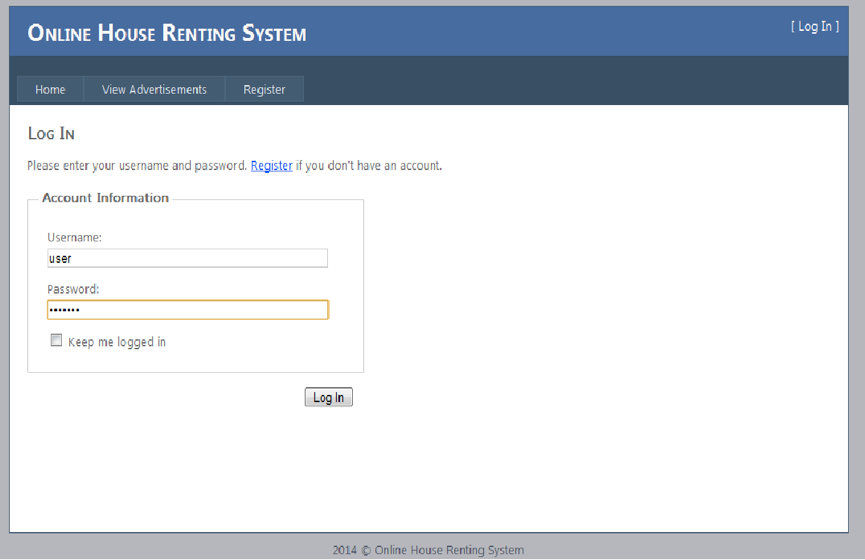 Online House Renting System
[ Log In ]
Home View Advertisements Register
Log In
Please enter your username and password. Register if you don't have an account.
Account Information
Username:
user
Password:
•••••••
Keep me logged in
Log In
2014 © Online House Renting System